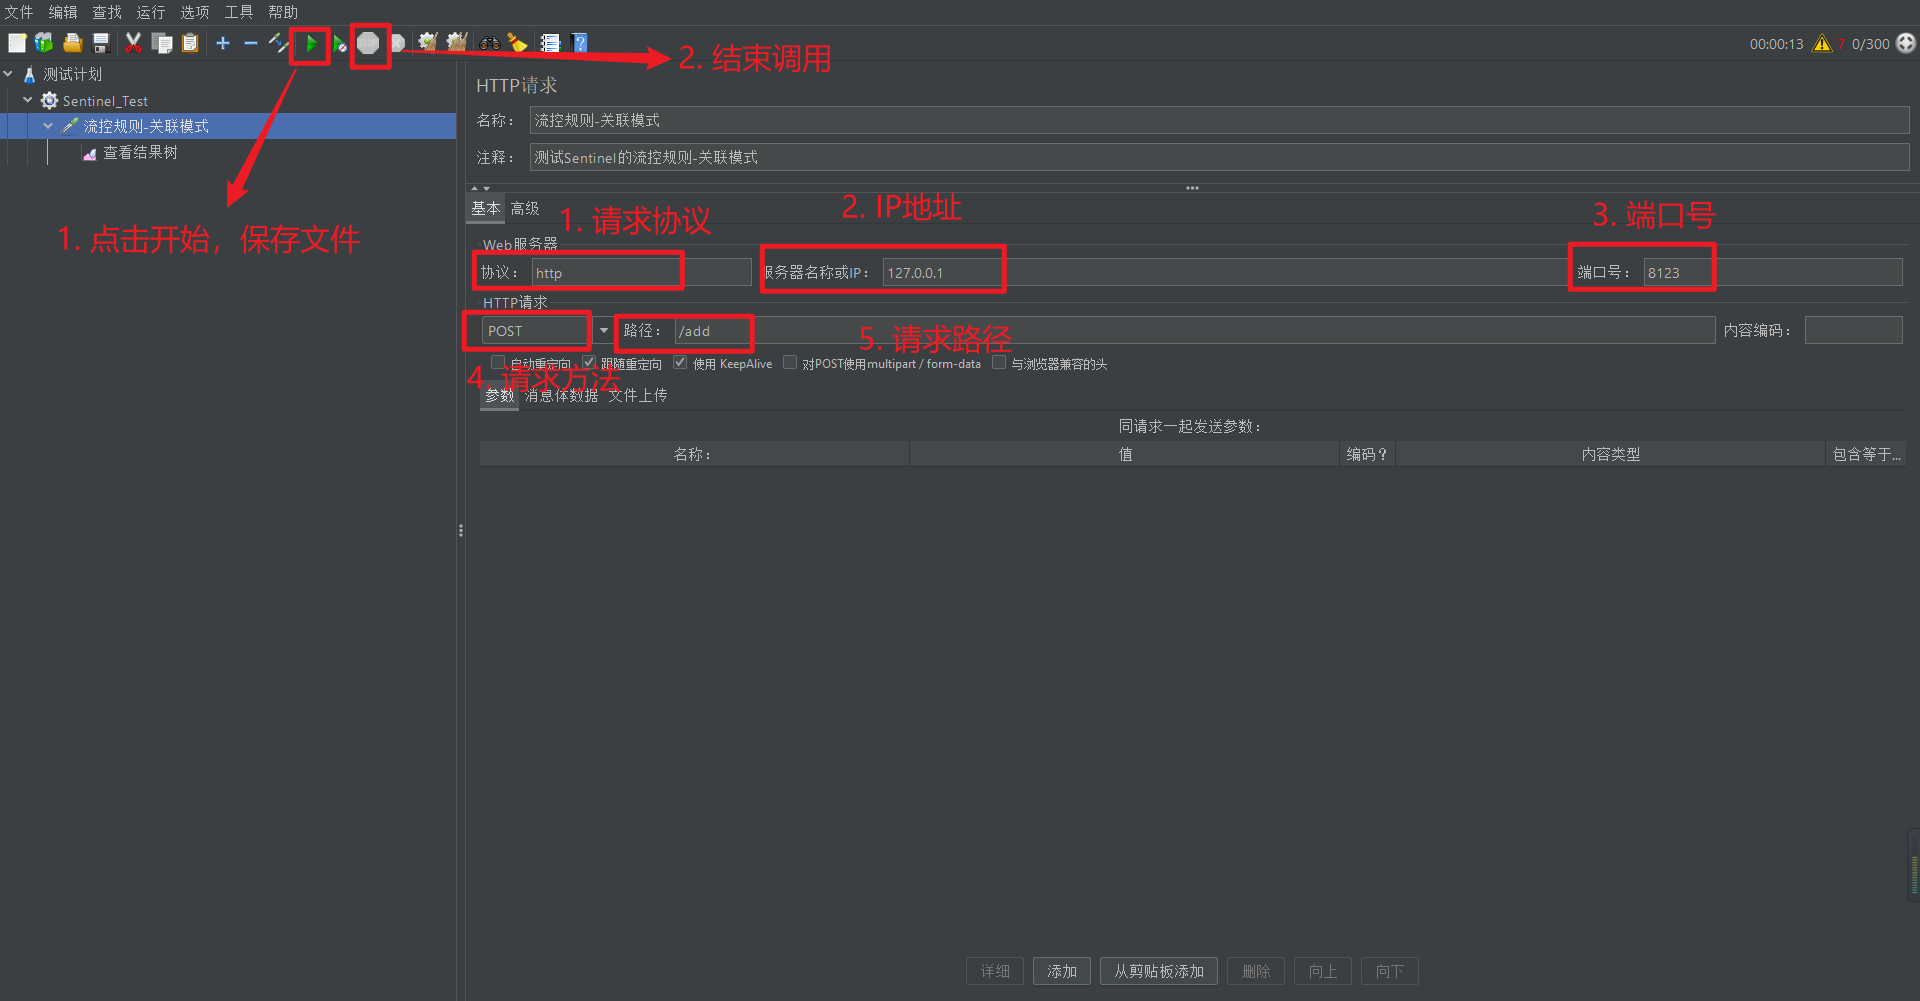 文件 编辑 查找 运行 选项 工具 帮助
2. 结束调用
00:00:13 7 0/300
测试计划
Sentinel_Test
流控规则-关联模式
查看结果树
1. 点击开始，保存文件
HTTP请求
名称： 流控规则-关联模式
注释： 测试Sentinel的流控规则-关联模式
基本 高级
1. 请求协议
2. IP地址
3. 端口号
Web服务器
协议： http 服务器名称或IP： 127.0.0.1 端口号： 8123
HTTP请求
POST 路径： /add 内容编码：
5. 请求路径
自动重定向 跟随重定向 使用 KeepAlive 对POST使用multipart / form-data 与浏览器兼容的头
4. 请求方法
参数 消息体数据 文件上传
同请求一起发送参数：
名称： 值 编码？ 内容类型 包含等于...
详细 添加 从剪贴板添加 删除 向上 向下